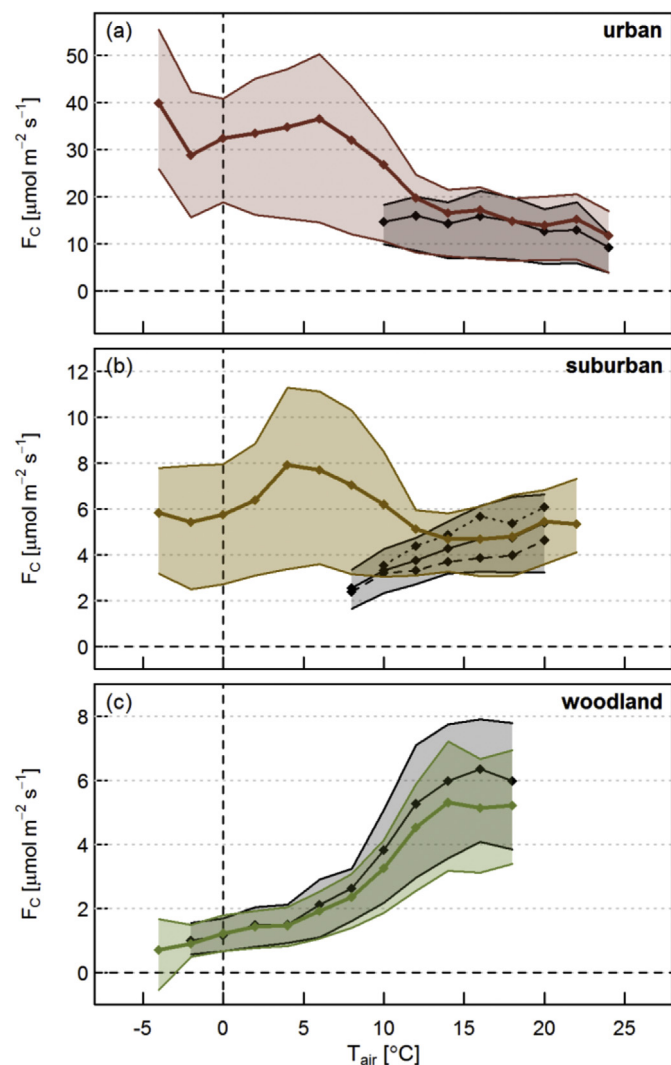 (a) urban
50
40
30
20
10
0
F_C [μmol m⁻² s⁻¹]
(b) suburban
12
10
8
6
4
2
0
F_C [μmol m⁻² s⁻¹]
(c) woodland
8
6
4
2
0
F_C [μmol m⁻² s⁻¹]
-5 0 5 10 15 20 25
T_air [°C]